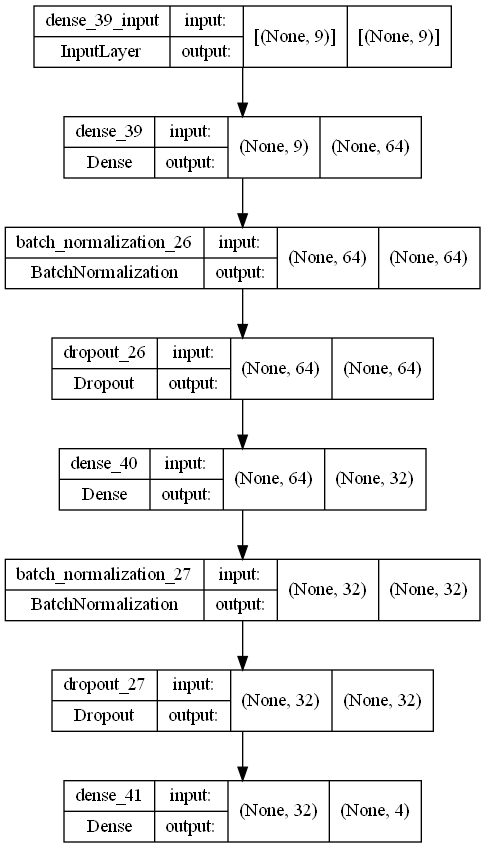 dense_39_input input: [(None, 9)] [(None, 9)]
InputLayer output:
dense_39 input: (None, 9) (None, 64)
Dense output:
batch_normalization_26 input: (None, 64) (None, 64)
BatchNormalization output:
dropout_26 input: (None, 64) (None, 64)
Dropout output:
dense_40 input: (None, 64) (None, 32)
Dense output:
batch_normalization_27 input: (None, 32) (None, 32)
BatchNormalization output:
dropout_27 input: (None, 32) (None, 32)
Dropout output:
dense_41 input: (None, 32) (None, 4)
Dense output: